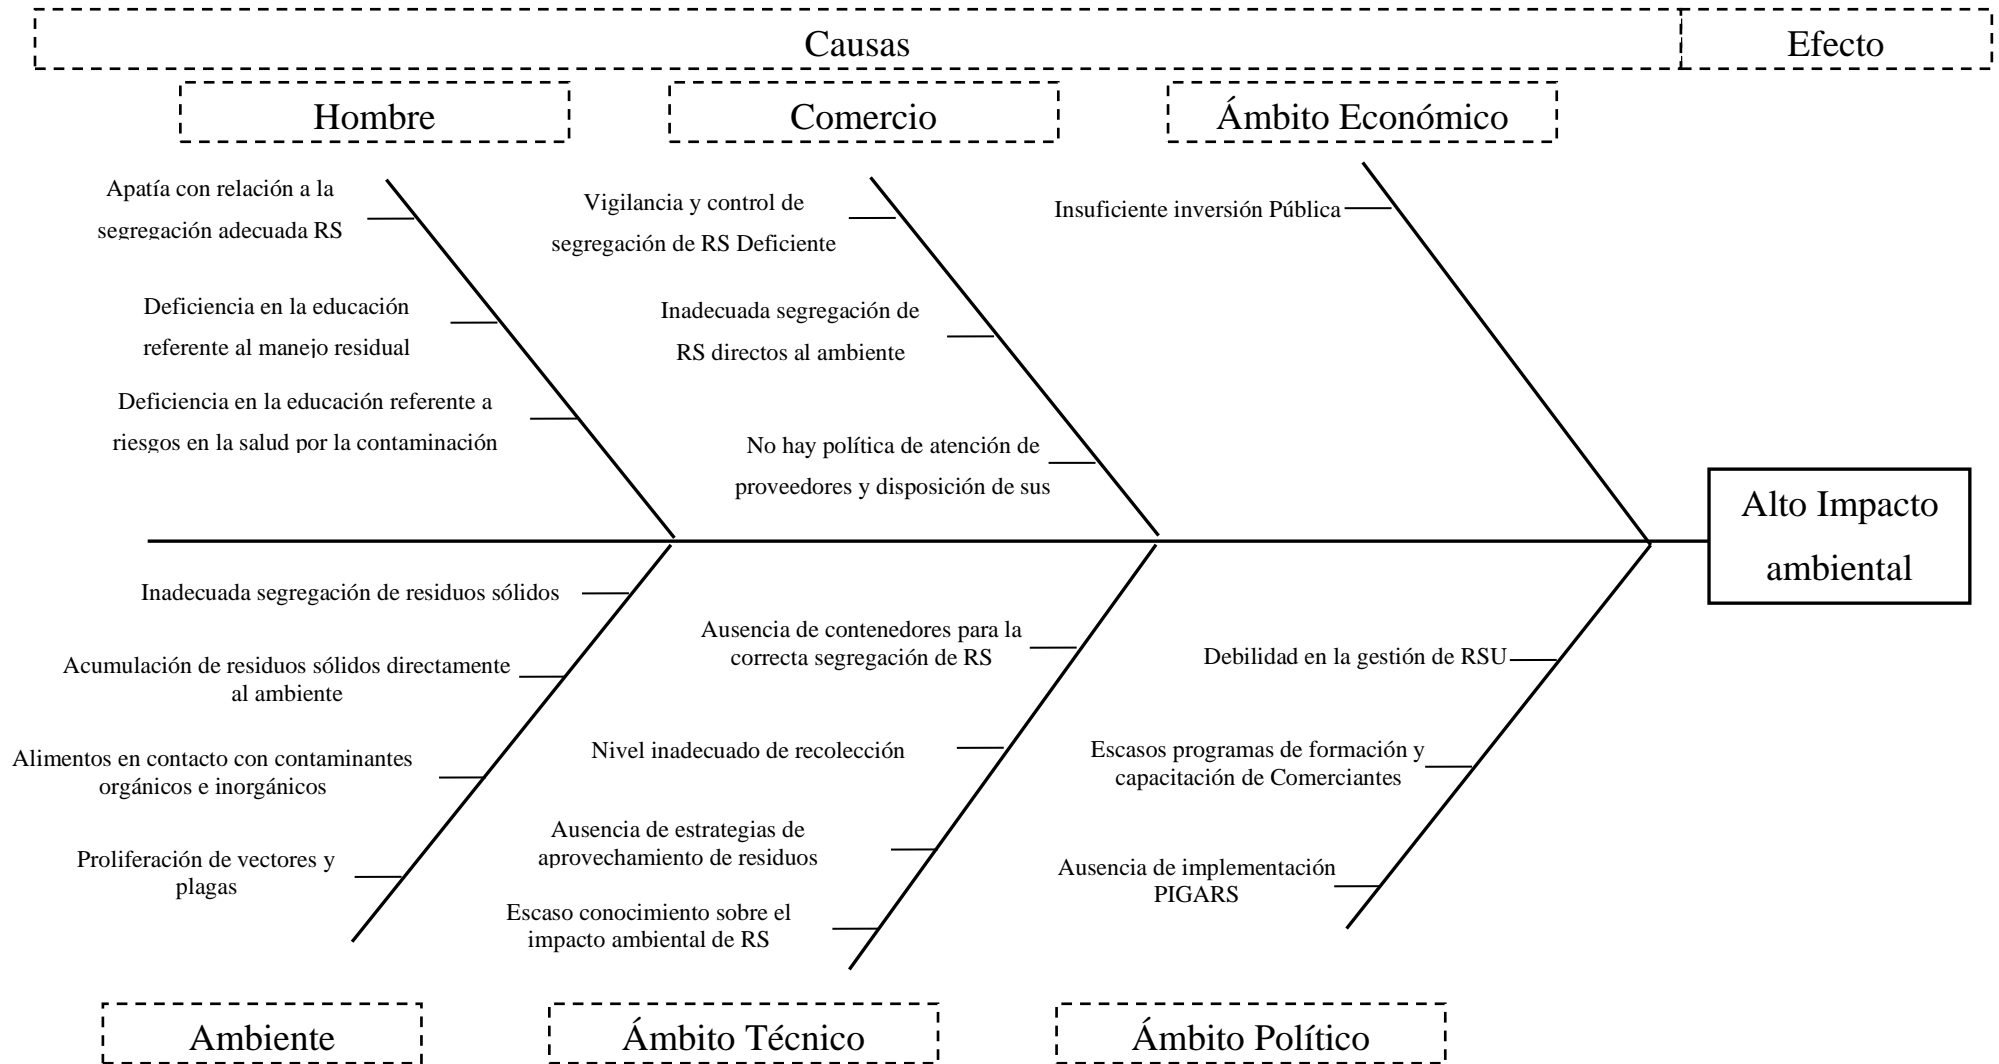 Causas
Efecto
Hombre
Comercio
Ámbito Económico
Apatía con relación a la
segregación adecuada RS
Deficiencia en la educación
referente al manejo residual
Deficiencia en la educación referente a
riesgos en la salud por la contaminación
Vigilancia y control de
segregación de RS Deficiente
Inadecuada segregación de
RS directos al ambiente
No hay política de atención de
proveedores y disposición de sus
Insuficiente inversión Pública
Alto Impacto
ambiental
Inadecuada segregación de residuos sólidos
Acumulación de residuos sólidos directamente
al ambiente
Alimentos en contacto con contaminantes
orgánicos e inorgánicos
Proliferación de vectores y
plagas
Ausencia de contenedores para la
correcta segregación de RS
Nivel inadecuado de recolección
Ausencia de estrategias de
aprovechamiento de residuos
Escaso conocimiento sobre el
impacto ambiental de RS
Debilidad en la gestión de RSU
Escasos programas de formación y
capacitación de Comerciantes
Ausencia de implementación
PIGARS
Ambiente
Ámbito Técnico
Ámbito Político